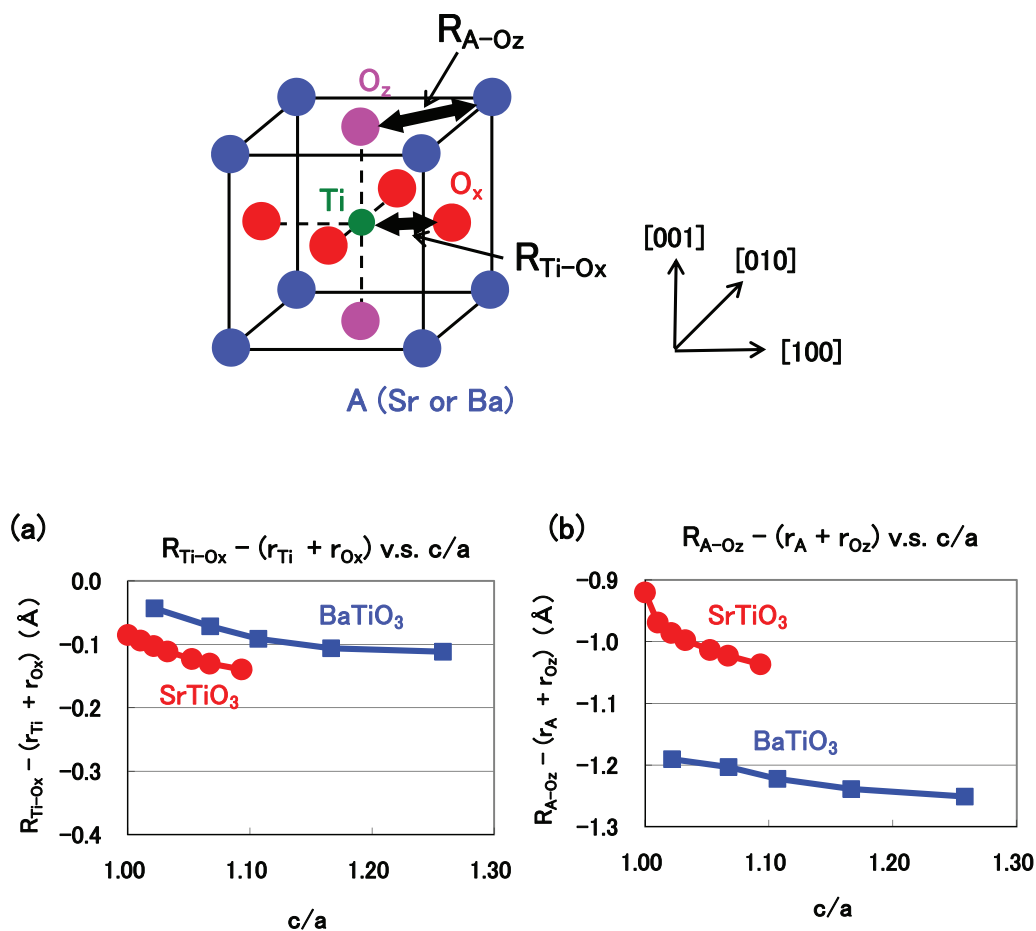 R_A-Oz
O_z
Ti
O_x
R_Ti-Ox
A (Sr or Ba)
[001]
[010]
[100]
(a)
R_Ti-Ox - (r_Ti + r_Ox) v.s. c/a
R_Ti-Ox - (r_Ti + r_Ox) (Å)
0.0
-0.1
-0.2
-0.3
-0.4
BaTiO3
SrTiO3
1.00 1.10 1.20 1.30
c/a
(b)
R_A-Oz - (r_A + r_Oz) v.s. c/a
R_A-Oz - (r_A + r_Oz) (Å)
-0.9
-1.0
-1.1
-1.2
-1.3
SrTiO3
BaTiO3
1.00 1.10 1.20 1.30
c/a